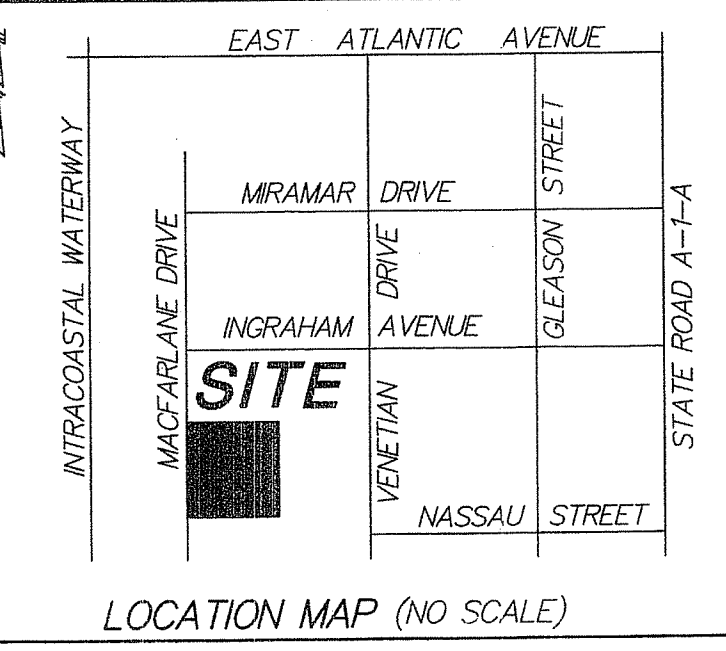 EAST ATLANTIC AVENUE
INTRACOASTAL WATERWAY
MACFARLANE DRIVE
MIRAMAR DRIVE
VENETIAN DRIVE
GLEASON STREET
STATE ROAD A-1-A
INGRAHAM AVENUE
SITE
NASSAU STREET
LOCATION MAP (NO SCALE)